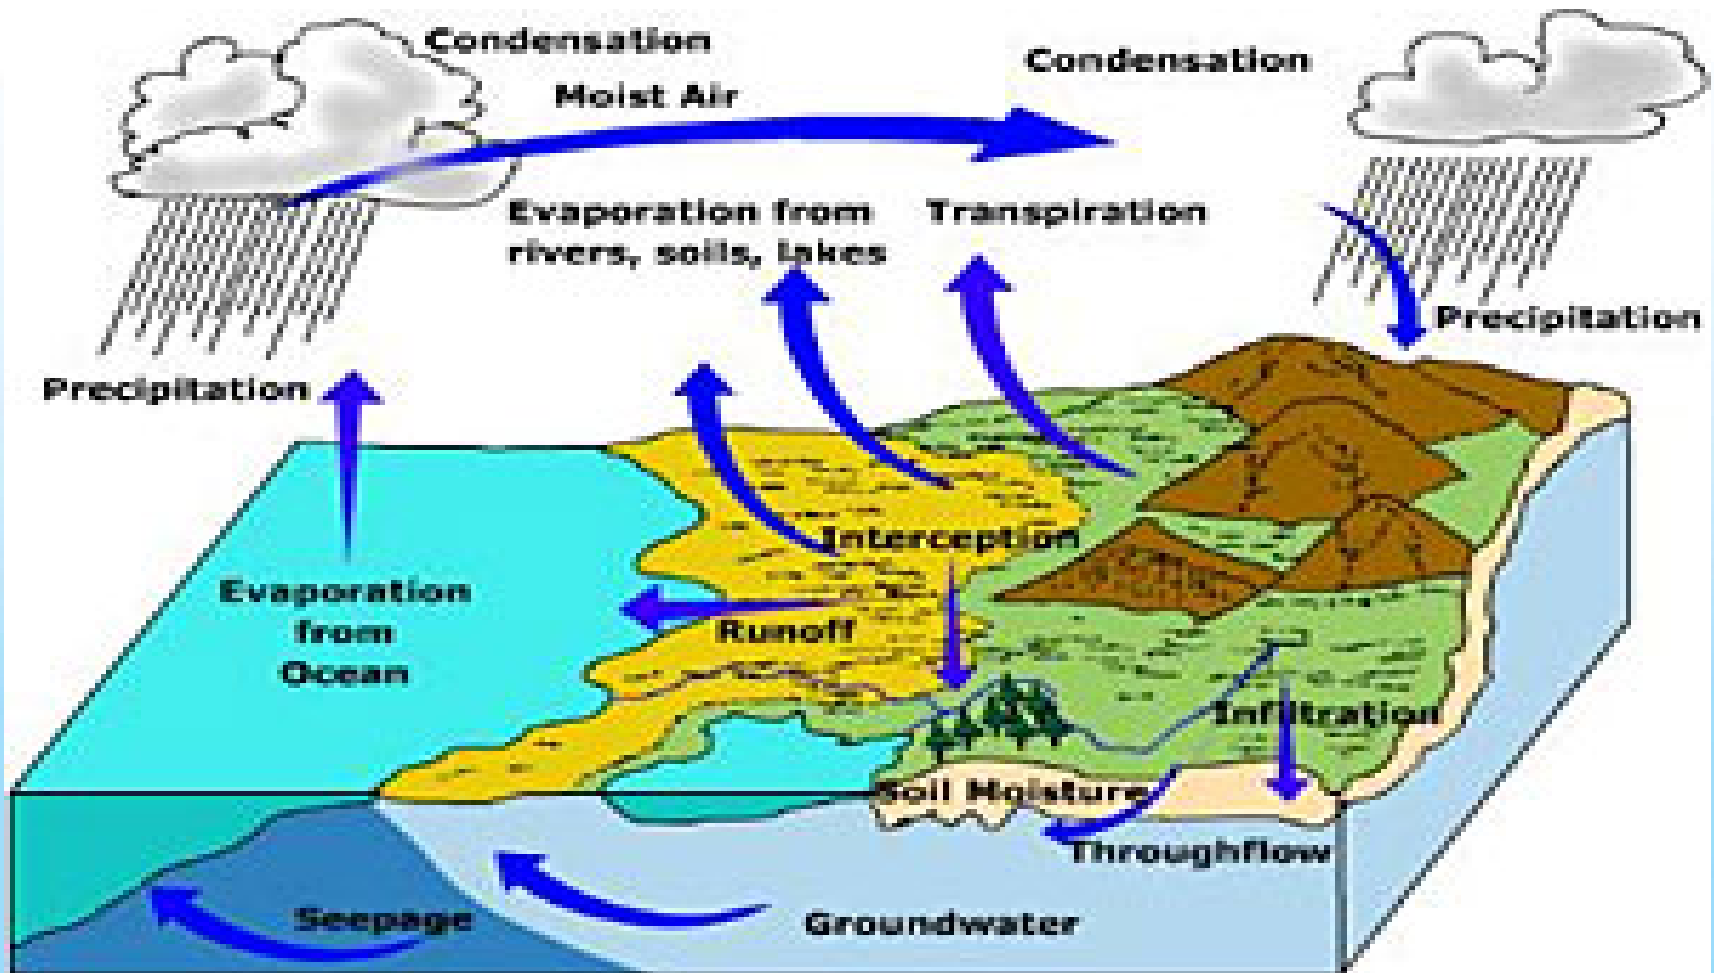 Condensation
Condensation
Moist Air
Evaporation from
rivers, soils, lakes
Transpiration
Precipitation
Precipitation
Interception
Evaporation
from
Ocean
Runoff
Infiltration
Soil Moisture
Throughflow
Seepage
Groundwater